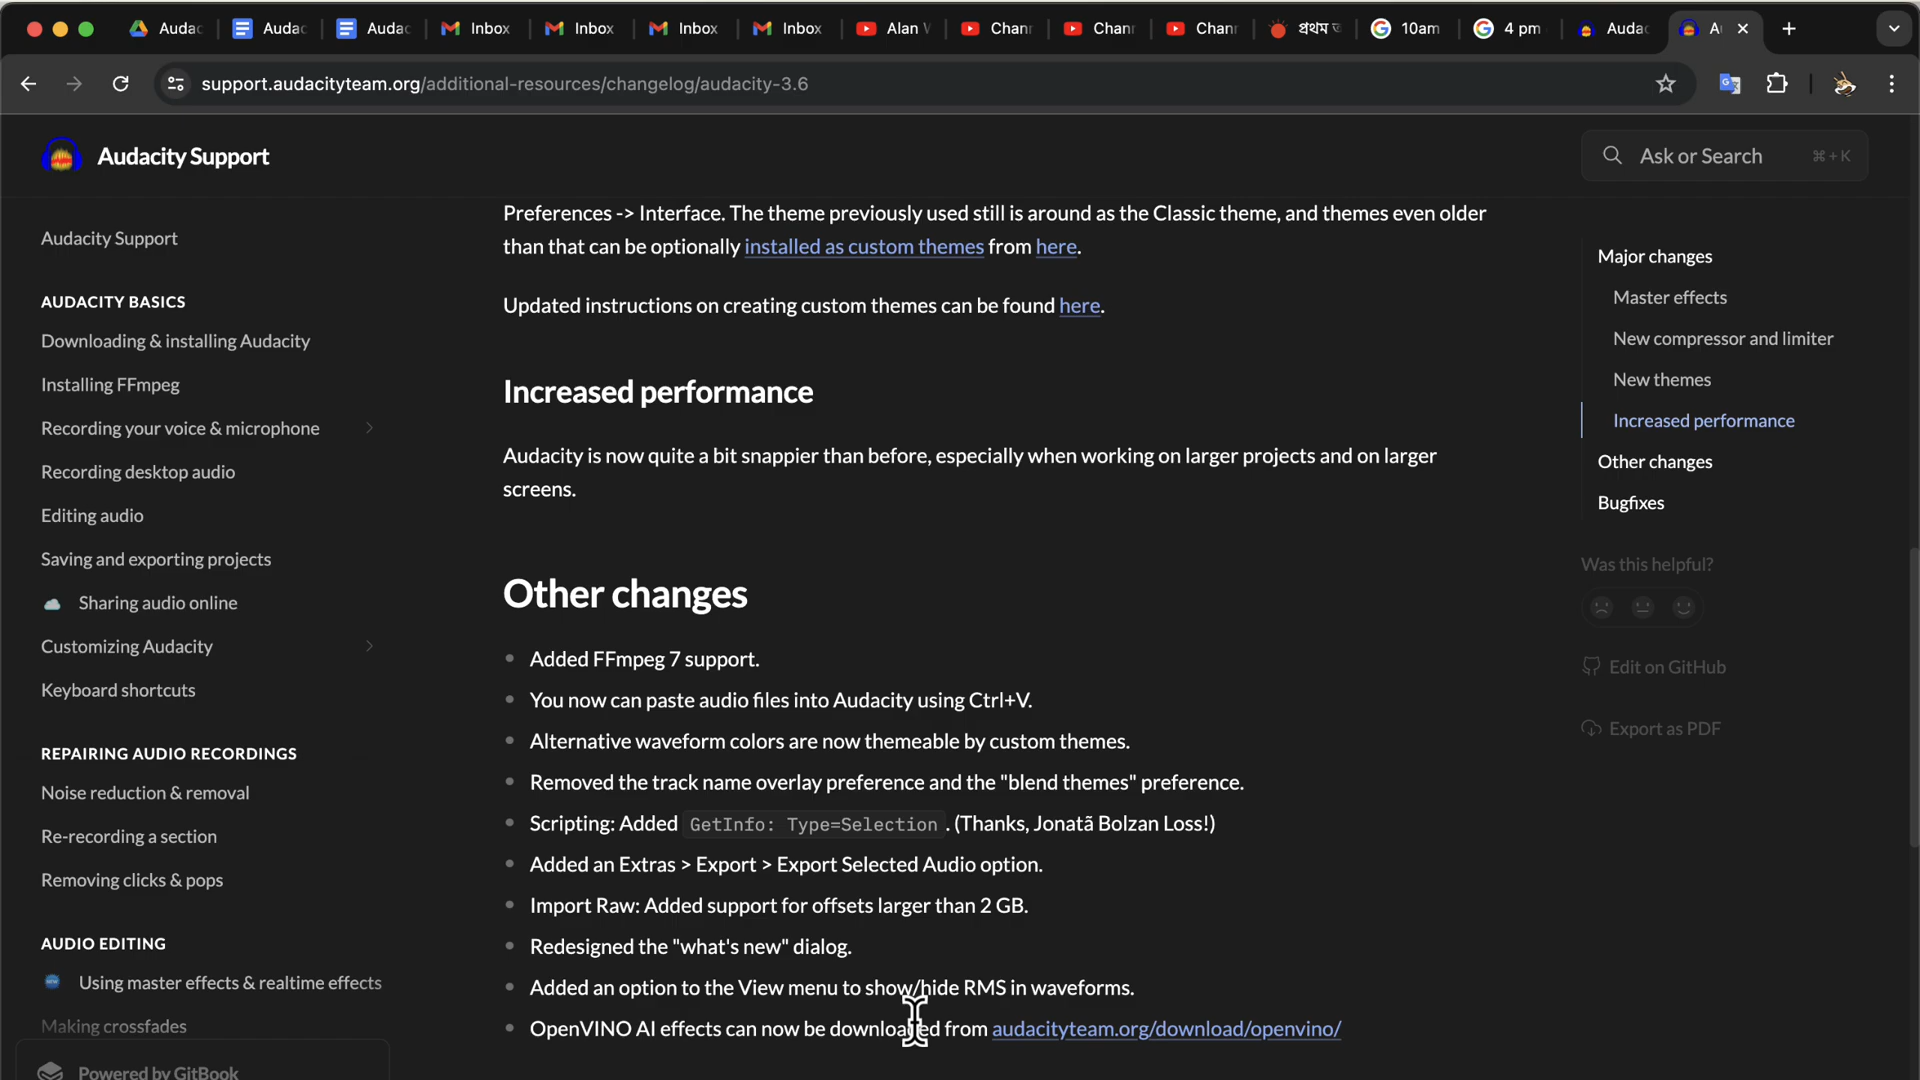 Audac
Audac
Audac
Inbox
Inbox
Inbox
Inbox
Alan
Chan
Chan
Chan
প্রথম
10am
4 pm
Audac
A
support.audacityteam.org/additional-resources/changelog/audacity-3.6
Audacity Support
Ask or Search
⌘+K
Audacity Support
AUDACITY BASICS
Downloading & installing Audacity
Installing FFmpeg
Recording your voice & microphone
Recording desktop audio
Editing audio
Saving and exporting projects
Sharing audio online
Customizing Audacity
Keyboard shortcuts
REPAIRING AUDIO RECORDINGS
Noise reduction & removal
Re-recording a section
Removing clicks & pops
AUDIO EDITING
Using master effects & realtime effects
Making crossfades
Powered by GitBook
Preferences -> Interface. The theme previously used still is around as the Classic theme, and themes even older
than that can be optionally installed as custom themes from here.
Updated instructions on creating custom themes can be found here.
Increased performance
Audacity is now quite a bit snappier than before, especially when working on larger projects and on larger
screens.
Other changes
Added FFmpeg 7 support.
You now can paste audio files into Audacity using Ctrl+V.
Alternative waveform colors are now themeable by custom themes.
Removed the track name overlay preference and the "blend themes" preference.
Scripting: Added GetInfo: Type=Selection . (Thanks, Jonatã Bolzan Loss!)
Added an Extras > Export > Export Selected Audio option.
Import Raw: Added support for offsets larger than 2 GB.
Redesigned the "what's new" dialog.
Added an option to the View menu to show/hide RMS in waveforms.
OpenVINO AI effects can now be downloaded from audacityteam.org/download/openvino/
Major changes
Master effects
New compressor and limiter
New themes
Increased performance
Other changes
Bugfixes
Was this helpful?
Edit on GitHub
Export as PDF